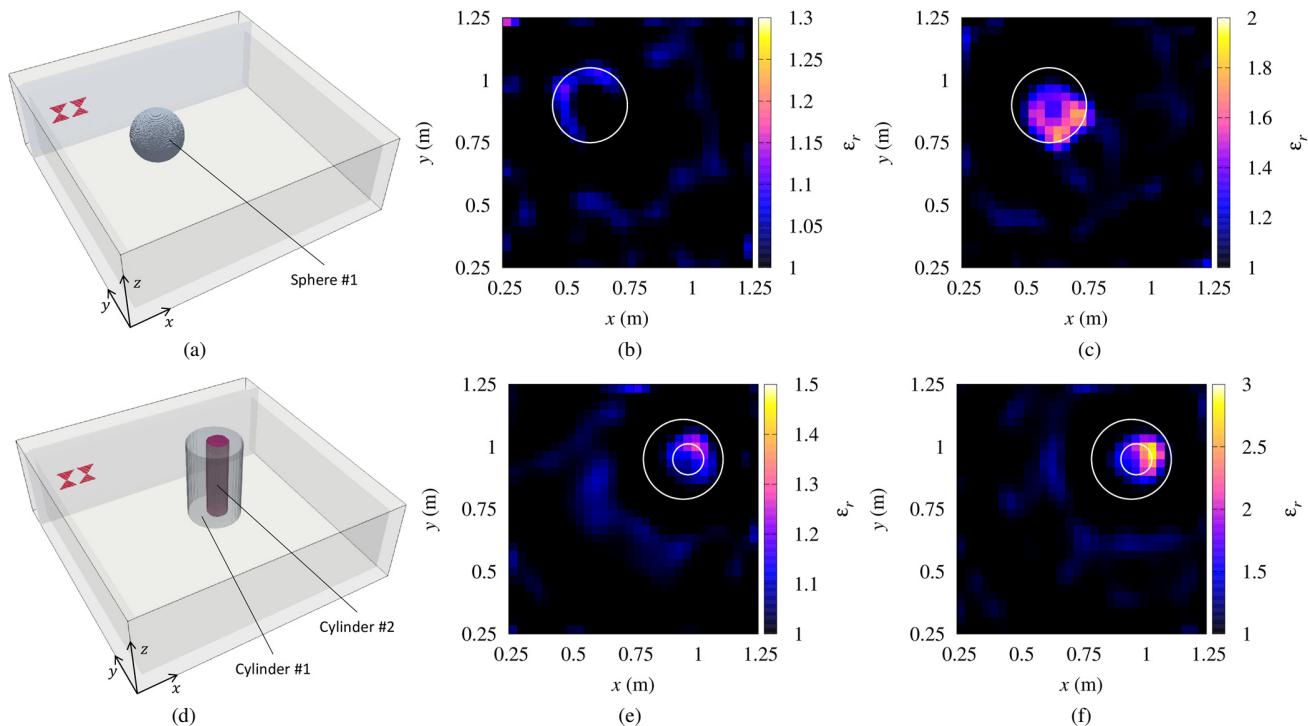 Sphere #1
z
y
x
(a)
1.25
1
0.75
0.5
0.25
y (m)
0.25 0.5 0.75 1 1.25
x (m)
1.3
1.25
1.2
1.15
1.1
1.05
1
εr
(b)
1.25
1
0.75
0.5
0.25
y (m)
0.25 0.5 0.75 1 1.25
x (m)
2
1.8
1.6
1.4
1.2
1
εr
(c)
Cylinder #2
Cylinder #1
z
y
x
(d)
1.25
1
0.75
0.5
0.25
y (m)
0.25 0.5 0.75 1 1.25
x (m)
1.5
1.4
1.3
1.2
1.1
1
εr
(e)
1.25
1
0.75
0.5
0.25
y (m)
0.25 0.5 0.75 1 1.25
x (m)
3
2.5
2
1.5
1
εr
(f)